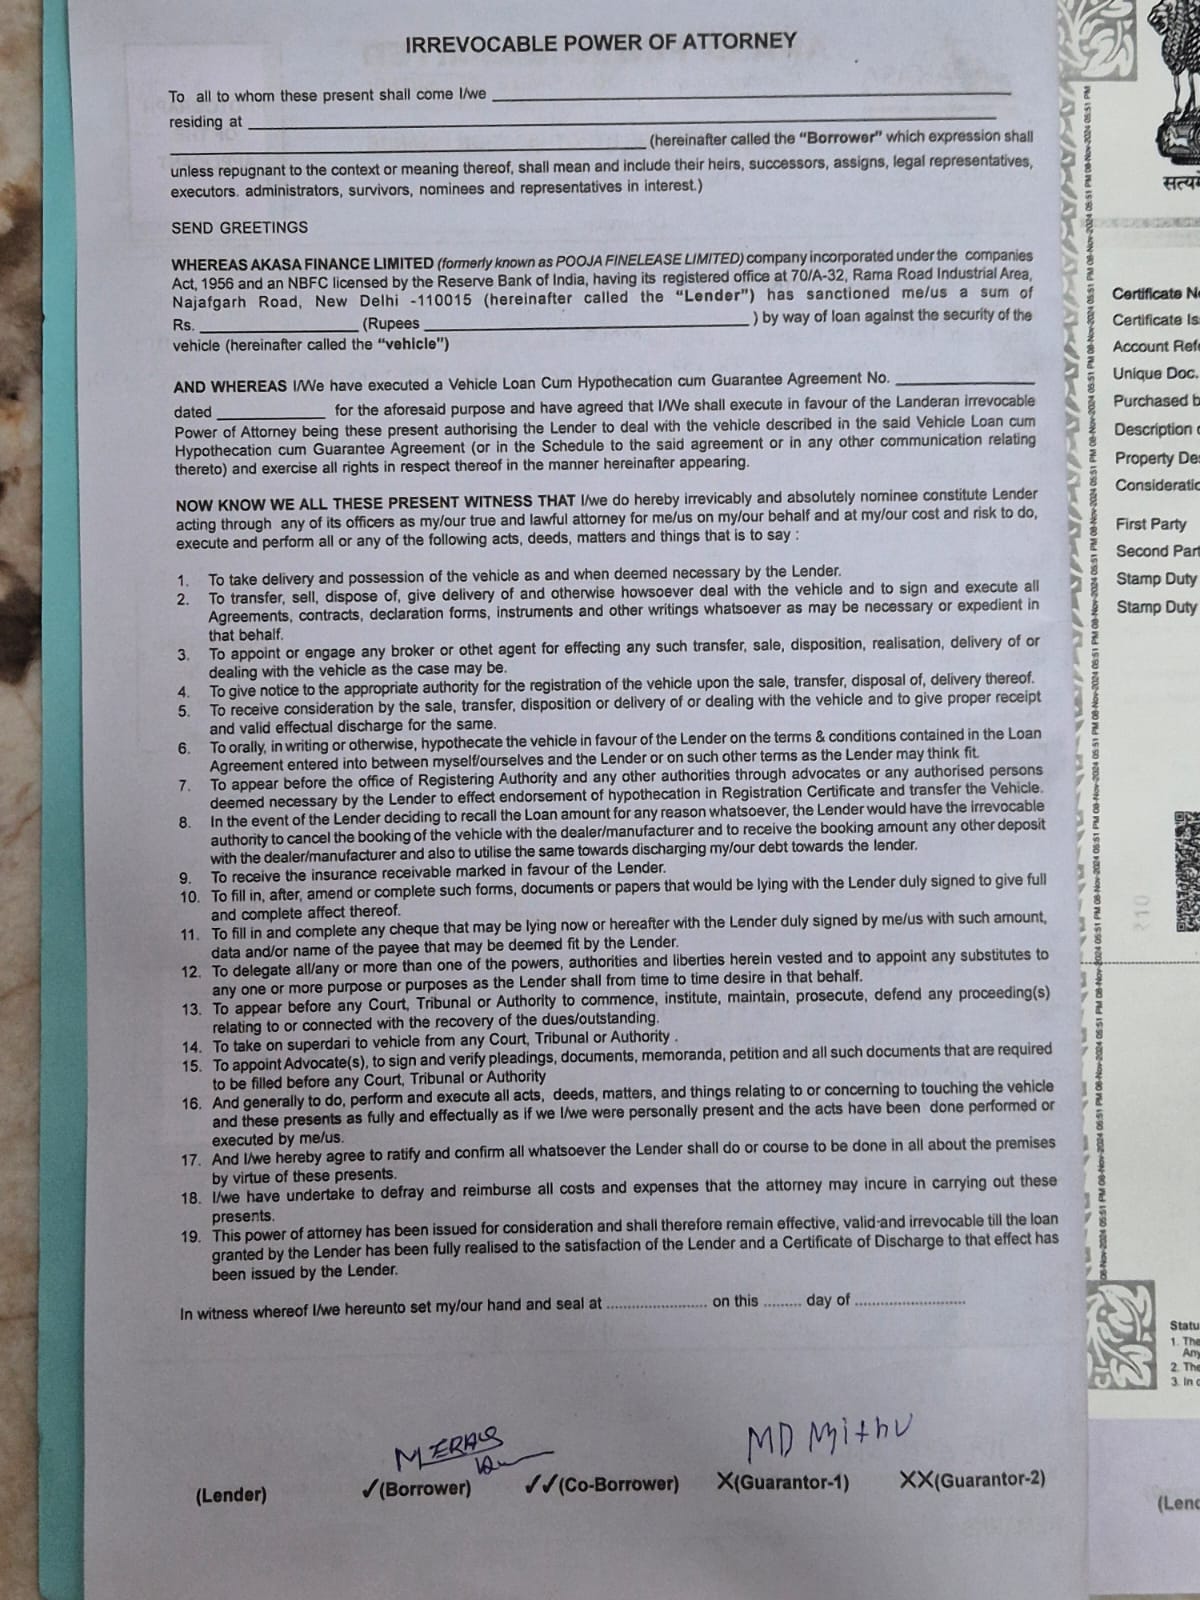 IRREVOCABLE POWER OF ATTORNEY
To all to whom these present shall come I/we
residing at
(hereinafter called the "Borrower" which expression shall
unless repugnant to the context or meaning thereof, shall mean and include their heirs, successors, assigns, legal representatives,
executors. administrators, survivors, nominees and representatives in interest.)
SEND GREETINGS
WHEREAS AKASA FINANCE LIMITED (formerly known as POOJA FINELEASE LIMITED) company incorporated under the companies
Act, 1956 and an NBFC licensed by the Reserve Bank of India, having its registered office at 70/A-32, Rama Road Industrial Area,
Najafgarh Road, New Delhi -110015 (hereinafter called the "Lender") has sanctioned me/us a sum of
Rs. (Rupees ) by way of loan against the security of the
vehicle (hereinafter called the "vehicle")
AND WHEREAS I/We have executed a Vehicle Loan Cum Hypothecation cum Guarantee Agreement No.
dated for the aforesaid purpose and have agreed that I/We shall execute in favour of the Landeran irrevocable
Power of Attorney being these present authorising the Lender to deal with the vehicle described in the said Vehicle Loan cum
Hypothecation cum Guarantee Agreement (or in the Schedule to the said agreement or in any other communication relating
thereto) and exercise all rights in respect thereof in the manner hereinafter appearing.
NOW KNOW WE ALL THESE PRESENT WITNESS THAT I/we do hereby irrevicably and absolutely nominee constitute Lender
acting through any of its officers as my/our true and lawful attorney for me/us on my/our behalf and at my/our cost and risk to do,
execute and perform all or any of the following acts, deeds, matters and things that is to say :
1. To take delivery and possession of the vehicle as and when deemed necessary by the Lender.
2. To transfer, sell, dispose of, give delivery of and otherwise howsoever deal with the vehicle and to sign and execute all
Agreements, contracts, declaration forms, instruments and other writings whatsoever as may be necessary or expedient in
that behalf.
3. To appoint or engage any broker or othet agent for effecting any such transfer, sale, disposition, realisation, delivery of or
dealing with the vehicle as the case may be.
4. To give notice to the appropriate authority for the registration of the vehicle upon the sale, transfer, disposal of, delivery thereof.
5. To receive consideration by the sale, transfer, disposition or delivery of or dealing with the vehicle and to give proper receipt
and valid effectual discharge for the same.
6. To orally, in writing or otherwise, hypothecate the vehicle in favour of the Lender on the terms & conditions contained in the Loan
Agreement entered into between myself/ourselves and the Lender or on such other terms as the Lender may think fit.
7. To appear before the office of Registering Authority and any other authorities through advocates or any authorised persons
deemed necessary by the Lender to effect endorsement of hypothecation in Registration Certificate and transfer the Vehicle.
8. In the event of the Lender deciding to recall the Loan amount for any reason whatsoever, the Lender would have the irrevocable
authority to cancel the booking of the vehicle with the dealer/manufacturer and to receive the booking amount any other deposit
with the dealer/manufacturer and also to utilise the same towards discharging my/our debt towards the lender.
9. To receive the insurance receivable marked in favour of the Lender.
10. To fill in, after, amend or complete such forms, documents or papers that would be lying with the Lender duly signed to give full
and complete affect thereof.
11. To fill in and complete any cheque that may be lying now or hereafter with the Lender duly signed by me/us with such amount,
data and/or name of the payee that may be deemed fit by the Lender.
12. To delegate all/any or more than one of the powers, authorities and liberties herein vested and to appoint any substitutes to
any one or more purpose or purposes as the Lender shall from time to time desire in that behalf.
13. To appear before any Court, Tribunal or Authority to commence, institute, maintain, prosecute, defend any proceeding(s)
relating to or connected with the recovery of the dues/outstanding.
14. To take on superdari to vehicle from any Court, Tribunal or Authority .
15. To appoint Advocate(s), to sign and verify pleadings, documents, memoranda, petition and all such documents that are required
to be filled before any Court, Tribunal or Authority
16. And generally to do, perform and execute all acts, deeds, matters, and things relating to or concerning to touching the vehicle
and these presents as fully and effectually as if we I/we were personally present and the acts have been done performed or
executed by me/us.
17. And I/we hereby agree to ratify and confirm all whatsoever the Lender shall do or course to be done in all about the premises
by virtue of these presents.
18. I/we have undertake to defray and reimburse all costs and expenses that the attorney may incure in carrying out these
presents.
19. This power of attorney has been issued for consideration and shall therefore remain effective, valid and irrevocable till the loan
granted by the Lender has been fully realised to the satisfaction of the Lender and a Certificate of Discharge to that effect has
been issued by the Lender.
In witness whereof I/we hereunto set my/our hand and seal at ......................... on this ......... day of ...........................
MD Mithu
(Lender) ✓(Borrower) ✓✓(Co-Borrower) X(Guarantor-1) XX(Guarantor-2)
Certificate
Certificate
Account
Unique Doc.
Purchased
Description
Property
First Party
Second
Stamp Duty
Stamp Duty
08-Nov-2024 05:51 PM
₹10
1. The
Any
2. The
3. In